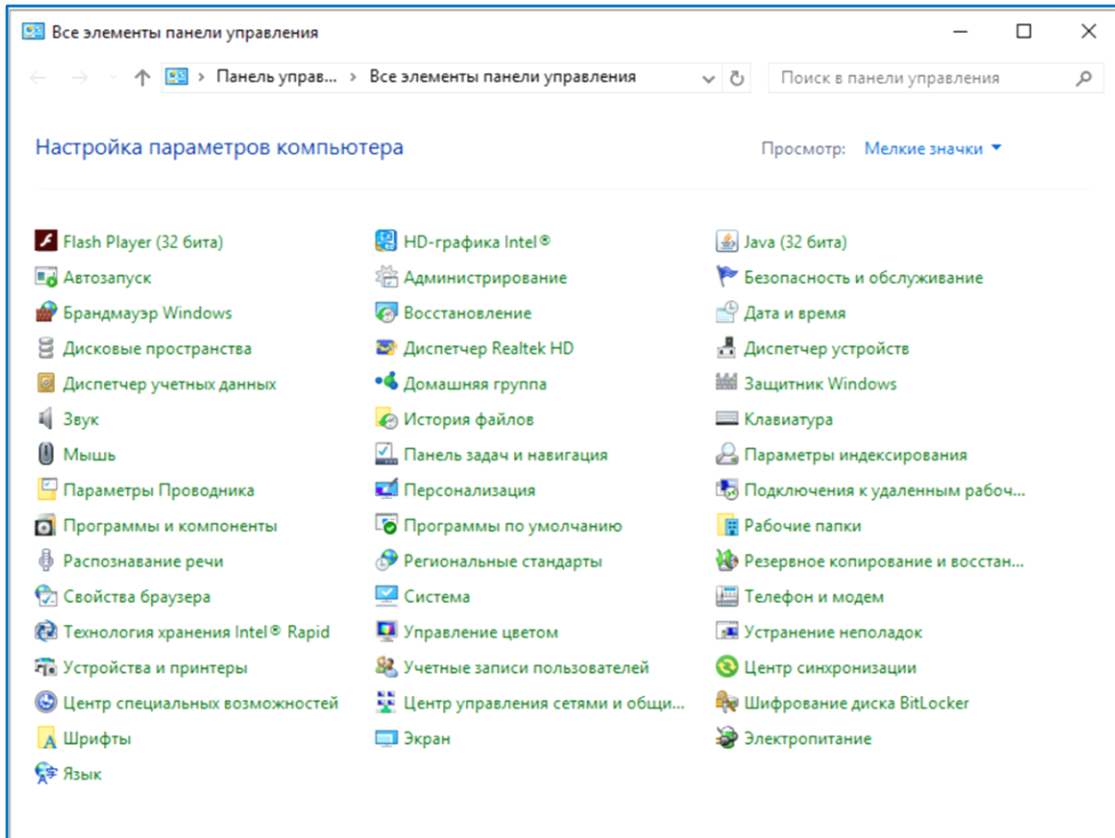 Все элементы панели управления
Панель управ... > Все элементы панели управления
Поиск в панели управления
Настройка параметров компьютера
Просмотр: Мелкие значки
Flash Player (32 бита) HD-графика Intel® Java (32 бита)
Автозапуск Администрирование Безопасность и обслуживание
Брандмауэр Windows Восстановление Дата и время
Дисковые пространства Диспетчер Realtek HD Диспетчер устройств
Диспетчер учетных данных Домашняя группа Защитник Windows
Звук История файлов Клавиатура
Мышь Панель задач и навигация Параметры индексирования
Параметры Проводника Персонализация Подключения к удаленным рабоч...
Программы и компоненты Программы по умолчанию Рабочие папки
Распознавание речи Региональные стандарты Резервное копирование и восстан...
Свойства браузера Система Телефон и модем
Технология хранения Intel® Rapid Управление цветом Устранение неполадок
Устройства и принтеры Учетные записи пользователей Центр синхронизации
Центр специальных возможностей Центр управления сетями и общи... Шифрование диска BitLocker
Шрифты Экран Электропитание
Язык